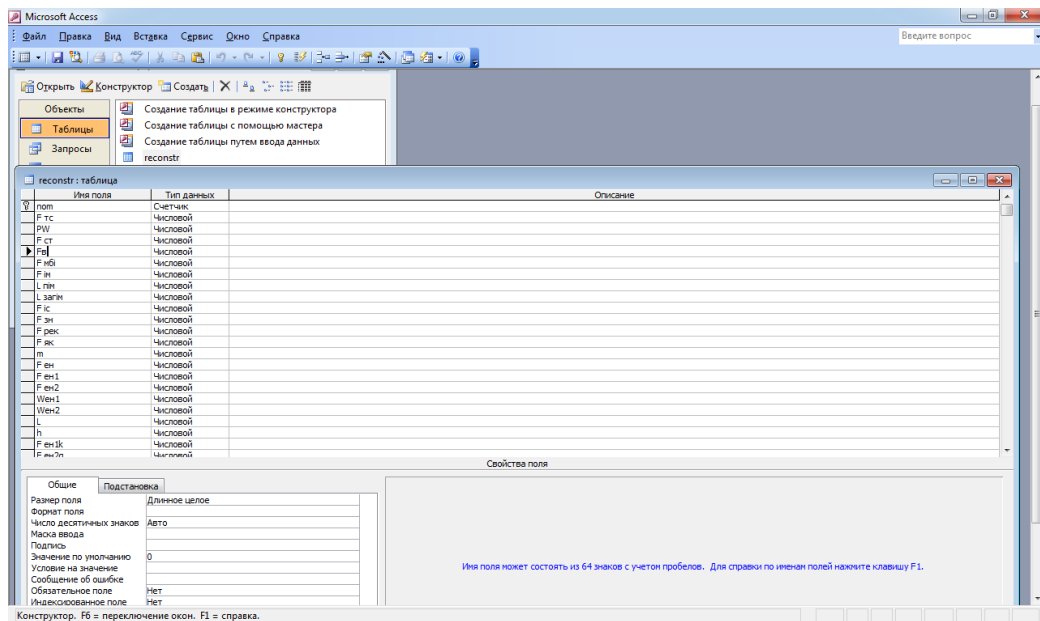 Microsoft Access
Файл Правка Вид Вставка Сервис Окно Справка Введите вопрос
Открыть Конструктор Создать
Объекты
Таблицы
Запросы
Создание таблицы в режиме конструктора
Создание таблицы с помощью мастера
Создание таблицы путем ввода данных
reconstr
reconstr : таблица
Имя поля Тип данных Описание
nom Счетчик
F тс Числовой
PW Числовой
F ст Числовой
Fв Числовой
F мбі Числовой
F ін Числовой
L пін Числовой
L загін Числовой
F іс Числовой
F зн Числовой
F рек Числовой
F як Числовой
m Числовой
F ен Числовой
F ен1 Числовой
F ен2 Числовой
Wен1 Числовой
Wен2 Числовой
L Числовой
h Числовой
F ен1k Числовой
F ен2q Числовой
Свойства поля
Общие Подстановка
Размер поля Длинное целое
Формат поля
Число десятичных знаков Авто
Маска ввода
Подпись
Значение по умолчанию 0
Условие на значение
Сообщение об ошибке
Обязательное поле Нет
Индексированное поле Нет
Имя поля может состоять из 64 знаков с учетом пробелов. Для справки по именам полей нажмите клавишу F1.
Конструктор. F6 = переключение окон. F1 = справка.